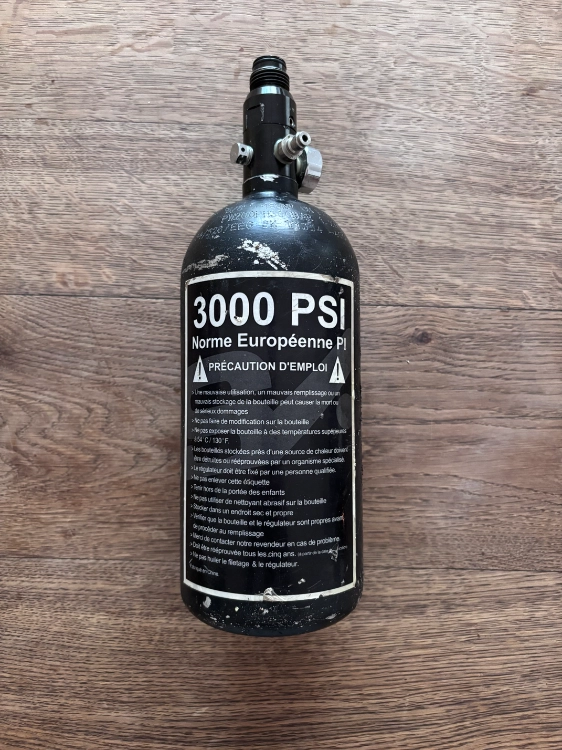 3000 PSI
Norme Européenne PI
PRÉCAUTION D'EMPLOI
> Une mauvaise utilisation, un mauvais remplissage ou un
mauvais stockage de la bouteille peut causer la mort ou
de sérieux dommages
> Ne pas faire de modification sur la bouteille
> Ne pas exposer la bouteille à des températures supérieures
à 54° C / 130° F.
> Les bouteilles stockées près d'une source de chaleur doivent
être détruites ou rééprouvées par un organisme spécialisé.
> Le régulateur doit être fixé par une personne qualifiée.
> Ne pas enlever cette étiquette
> Tenir hors de la portée des enfants
> Ne pas utiliser de nettoyant abrasif sur la bouteille
> Stocker dans un endroit sec et propre
> Vérifier que la bouteille et le régulateur sont propres avant
de procéder au remplissage
> Merci de contacter notre revendeur en cas de problème.
> Doit être rééprouvée tous les cinq ans.
> Ne pas huiler le filetage & le régulateur.